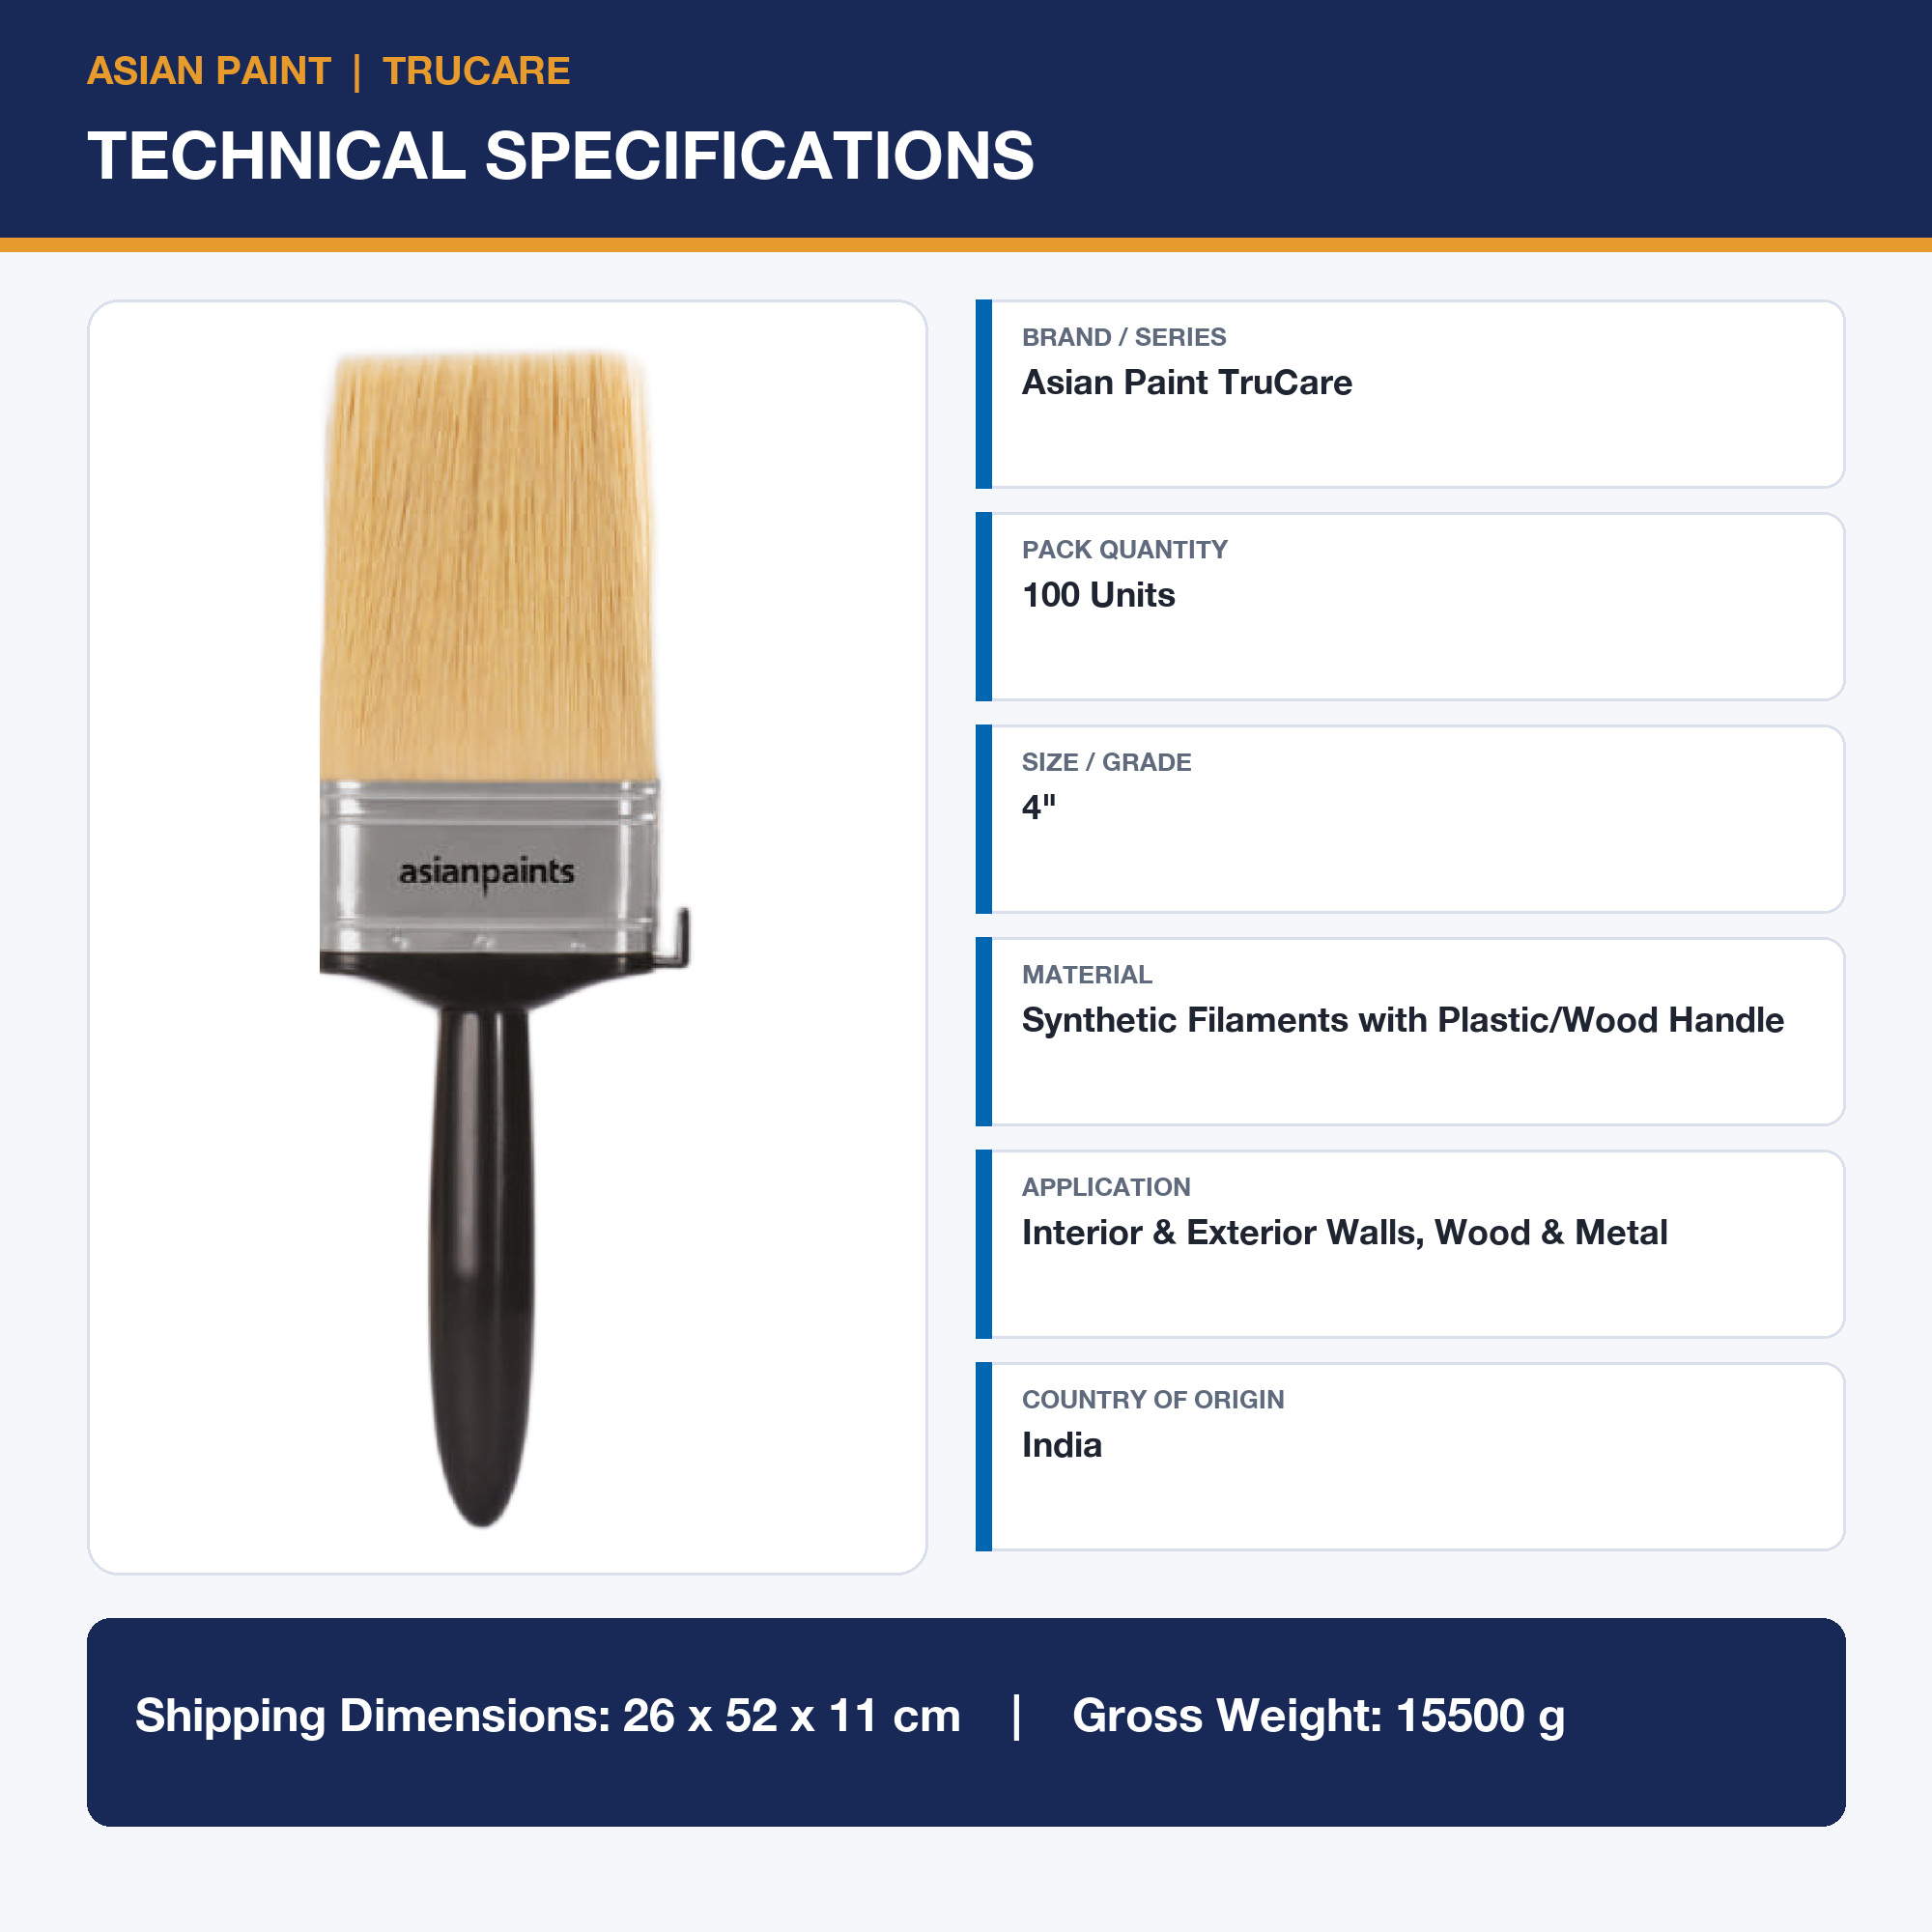 ASIAN PAINT | TRUCARE
TECHNICAL SPECIFICATIONS
asianpaints
BRAND / SERIES
Asian Paint TruCare
PACK QUANTITY
100 Units
SIZE / GRADE
4"
MATERIAL
Synthetic Filaments with Plastic/Wood Handle
APPLICATION
Interior & Exterior Walls, Wood & Metal
COUNTRY OF ORIGIN
India
Shipping Dimensions: 26 x 52 x 11 cm | Gross Weight: 15500 g